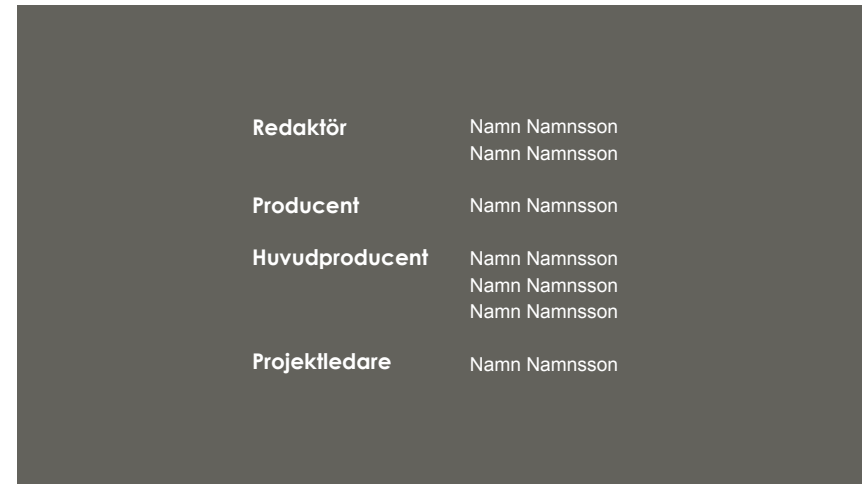 Redaktör Namn Namnsson
Namn Namnsson
Producent Namn Namnsson
Huvudproducent Namn Namnsson
Namn Namnsson
Namn Namnsson
Projektledare Namn Namnsson